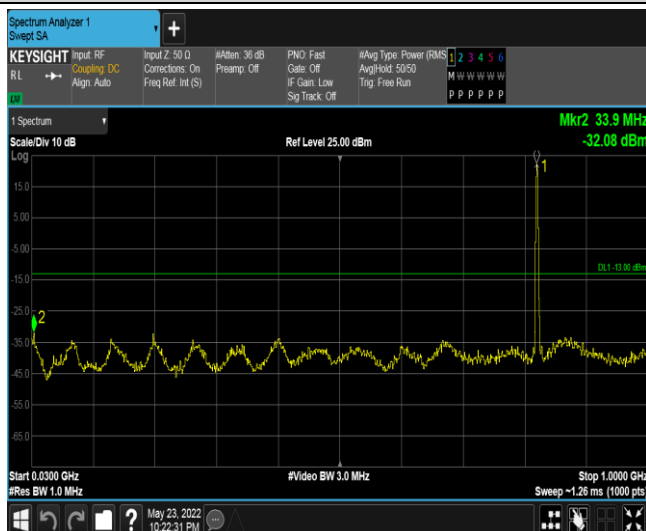 Spectrum Analyzer 1
Swept SA
KEYSIGHT
RL
Input: RF
Coupling: DC
Align: Auto
Input Z: 50 Ω
Corrections: On
Freq Ref: Int (S)
#Atten: 36 dB
Preamp: Off
PNO: Fast
Gate: Off
IF Gain: Low
Sig Track: Off
#Avg Type: Power (RMS
Avg|Hold: 50/50
Trig: Free Run
1 2 3 4 5 6
M W W W W W
P P P P P P
1 Spectrum
Mkr2 33.9 MHz
Scale/Div 10 dB
Ref Level 25.00 dBm
-32.08 dBm
Log
1
15.0
5.00
-5.00
DL1 -13.00 dBm
-15.0
-25.0
2
-35.0
-45.0
-55.0
-65.0
Start 0.0300 GHz
#Video BW 3.0 MHz
Stop 1.0000 GHz
#Res BW 1.0 MHz
Sweep ~1.26 ms (1000 pts)
?
May 23, 2022
10:22:31 PM